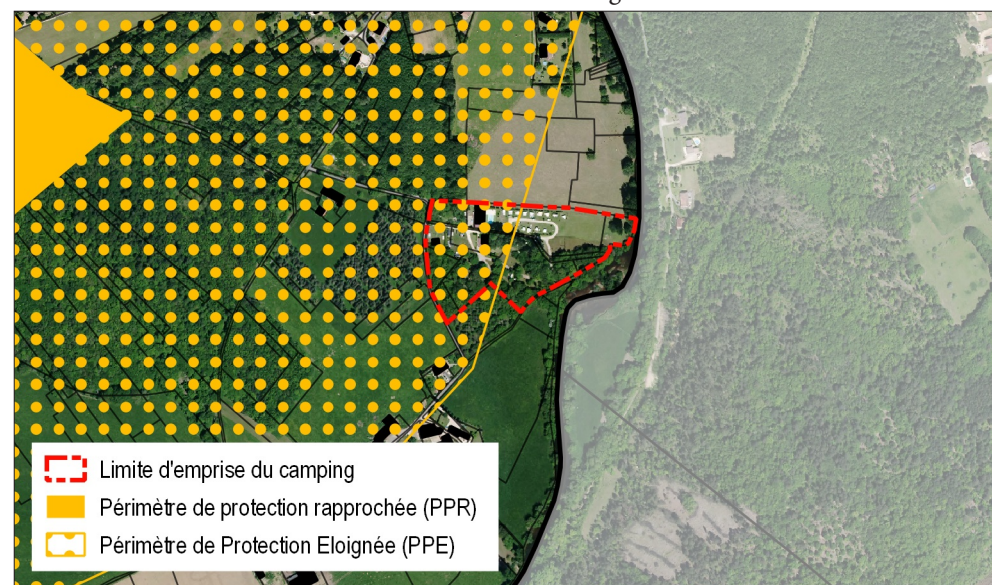 Limite d'emprise du camping
Périmètre de protection rapprochée (PPR)
Périmètre de Protection Eloignée (PPE)